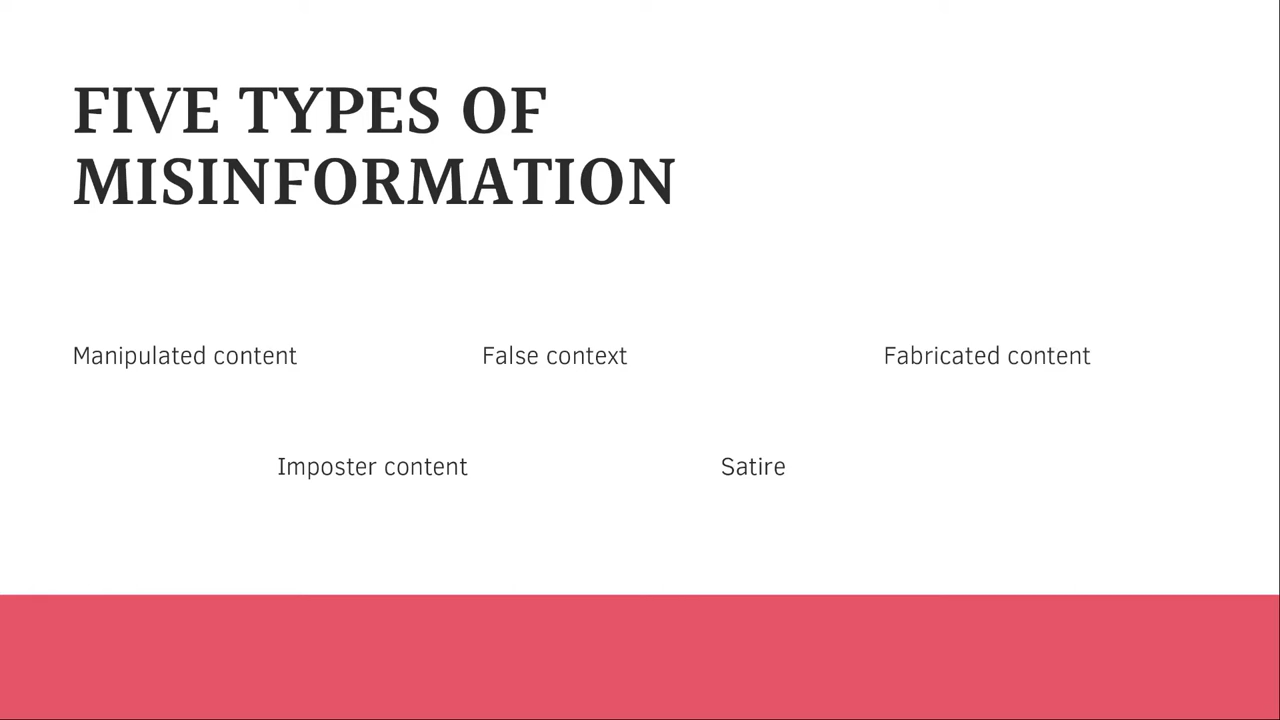 FIVE TYPES OF
MISINFORMATION
Manipulated content
False context
Fabricated content
Imposter content
Satire